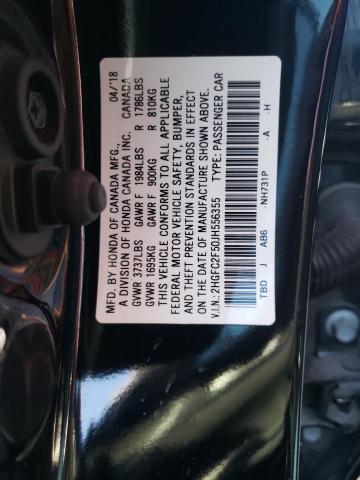 MFD. BY HONDA OF CANADA MFG., 04/'18
A DIVISION OF HONDA CANADA INC. CANADA
GVWR 3737LBS GAWR F 1984LBS R 1786LBS
GVWR 1695KG GAWR F 900KG R 810KG
THIS VEHICLE CONFORMS TO ALL APPLICABLE
FEDERAL MOTOR VEHICLE SAFETY, BUMPER,
AND THEFT PREVENTION STANDARDS IN EFFECT
ON THE DATE OF MANUFACTURE SHOWN ABOVE.
V.I.N.: 2HGFC2F50JH556355 TYPE: PASSENGER CAR
TBD J AB6 -NH731P -A -H